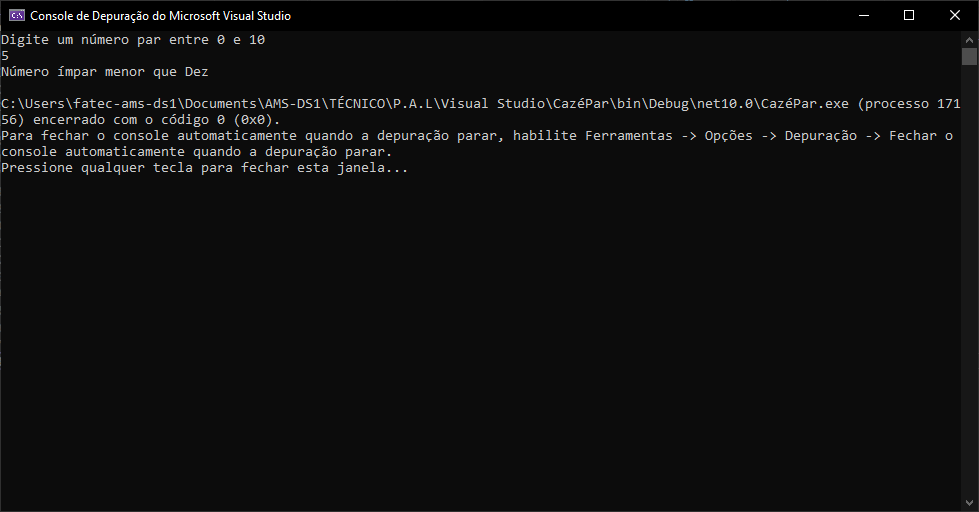 Console de Depuração do Microsoft Visual Studio
Digite um número par entre 0 e 10
5
Número ímpar menor que Dez
C:\Users\fatec-ams-ds1\Documents\AMS-DS1\TÉCNICO\P.A.L\Visual Studio\CazéPar\bin\Debug\net10.0\CazéPar.exe (processo 171
56) encerrado com o código 0 (0x0).
Para fechar o console automaticamente quando a depuração parar, habilite Ferramentas -> Opções -> Depuração -> Fechar o
console automaticamente quando a depuração parar.
Pressione qualquer tecla para fechar esta janela...